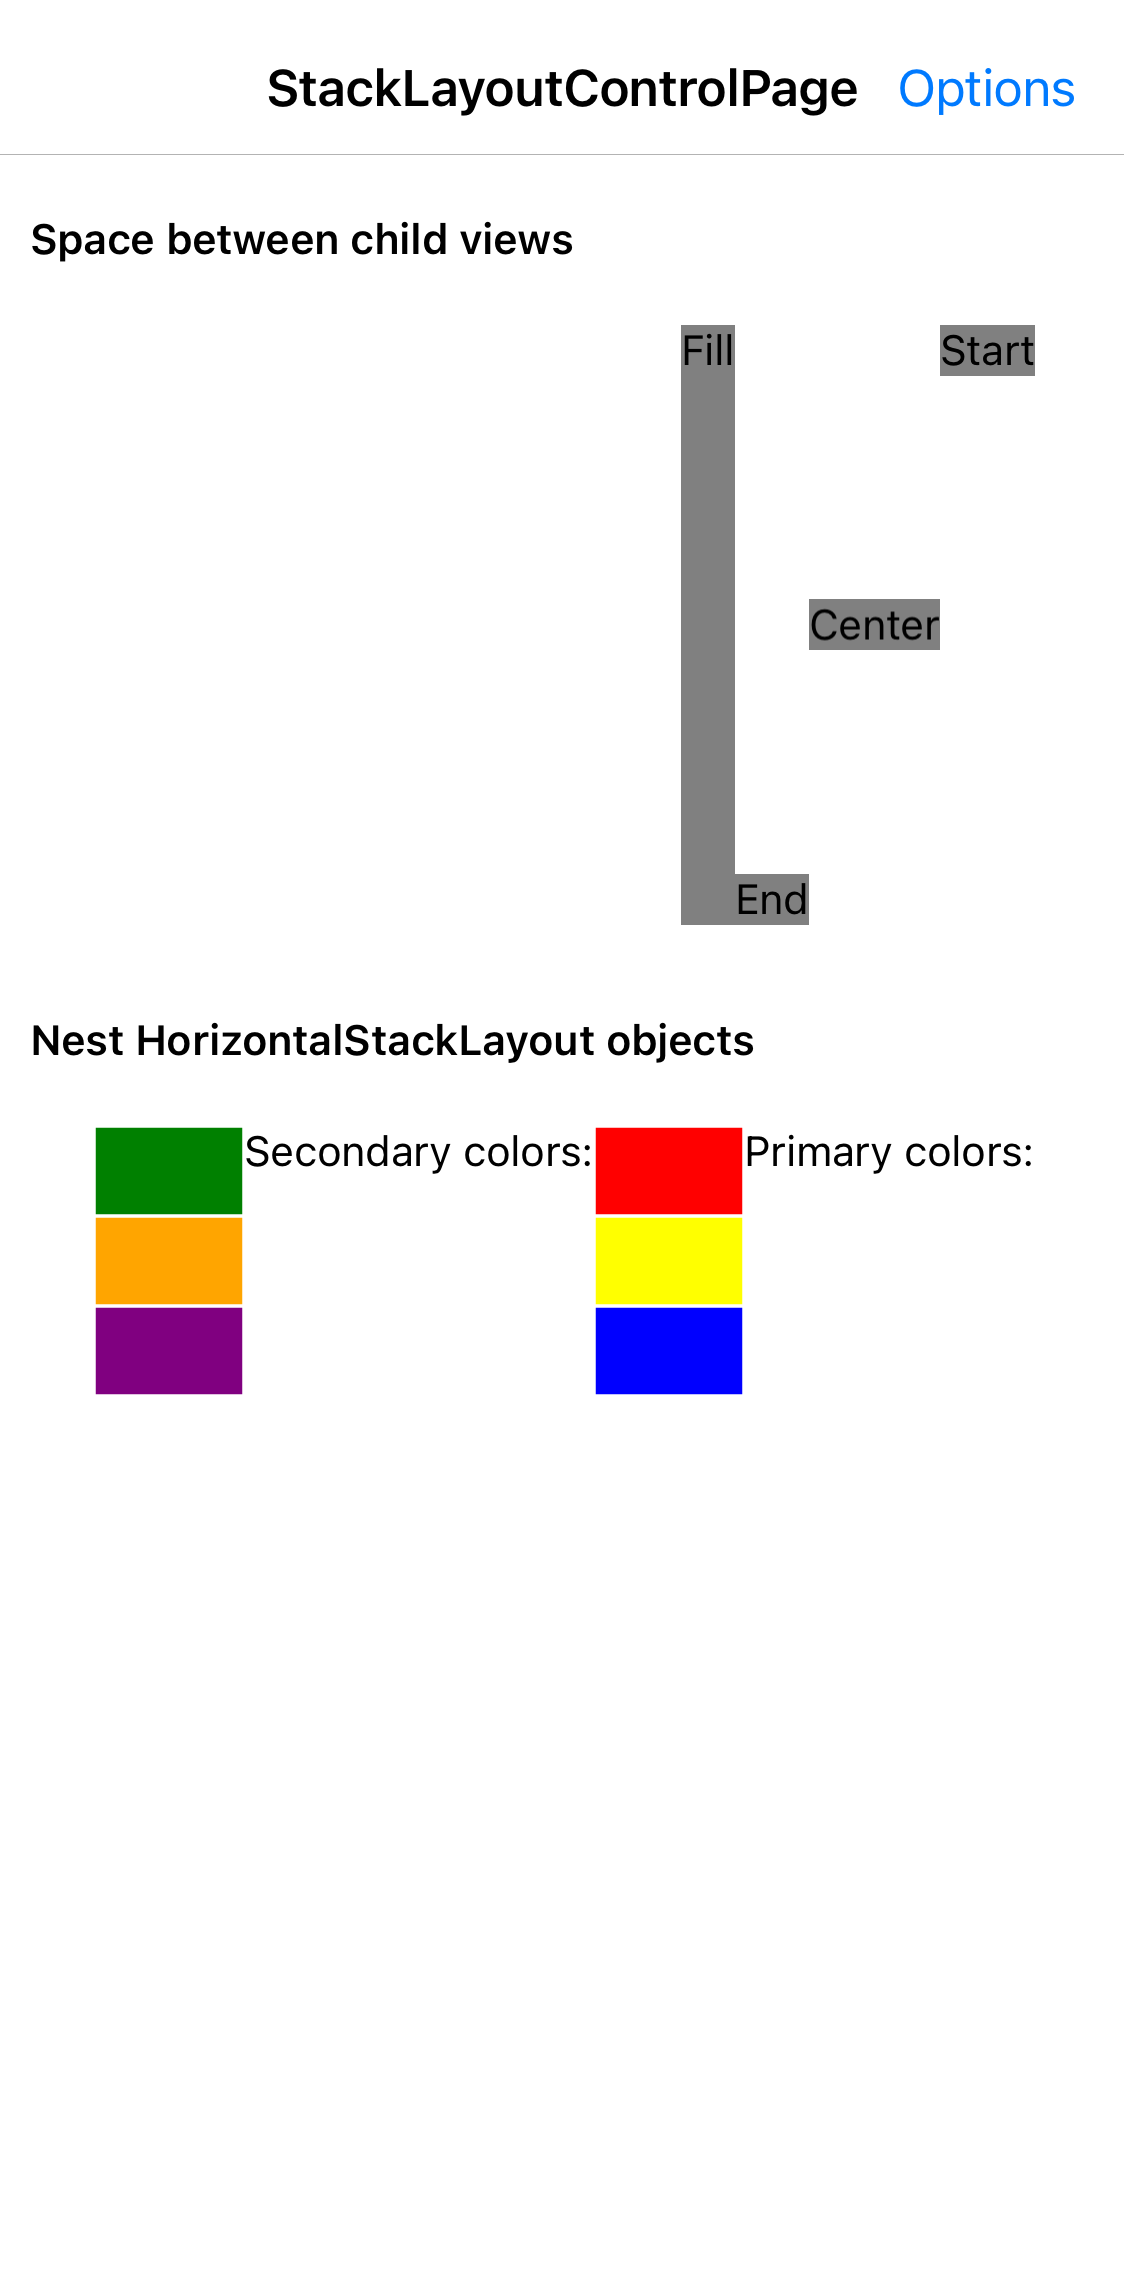 StackLayoutControlPage Options
Space between child views
Fill Start
Center
End
Nest HorizontalStackLayout objects
Secondary colors: Primary colors: